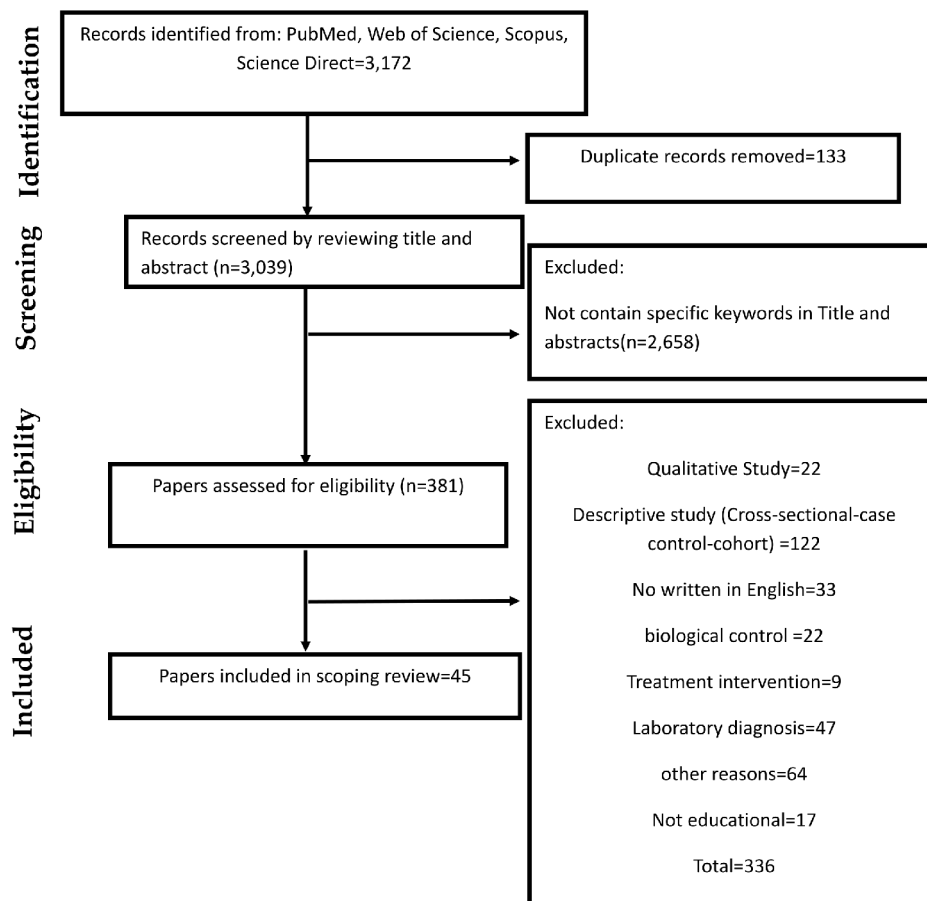 Identification
Records identified from: PubMed, Web of Science, Scopus,
Science Direct=3,172
Duplicate records removed=133
Screening
Records screened by reviewing title and
abstract (n=3,039)
Excluded:
Not contain specific keywords in Title and
abstracts(n=2,658)
Eligibility
Papers assessed for eligibility (n=381)
Excluded:
Qualitative Study=22
Descriptive study (Cross-sectional-case
control-cohort) =122
No written in English=33
biological control =22
Treatment intervention=9
Laboratory diagnosis=47
other reasons=64
Not educational=17
Total=336
Included
Papers included in scoping review=45